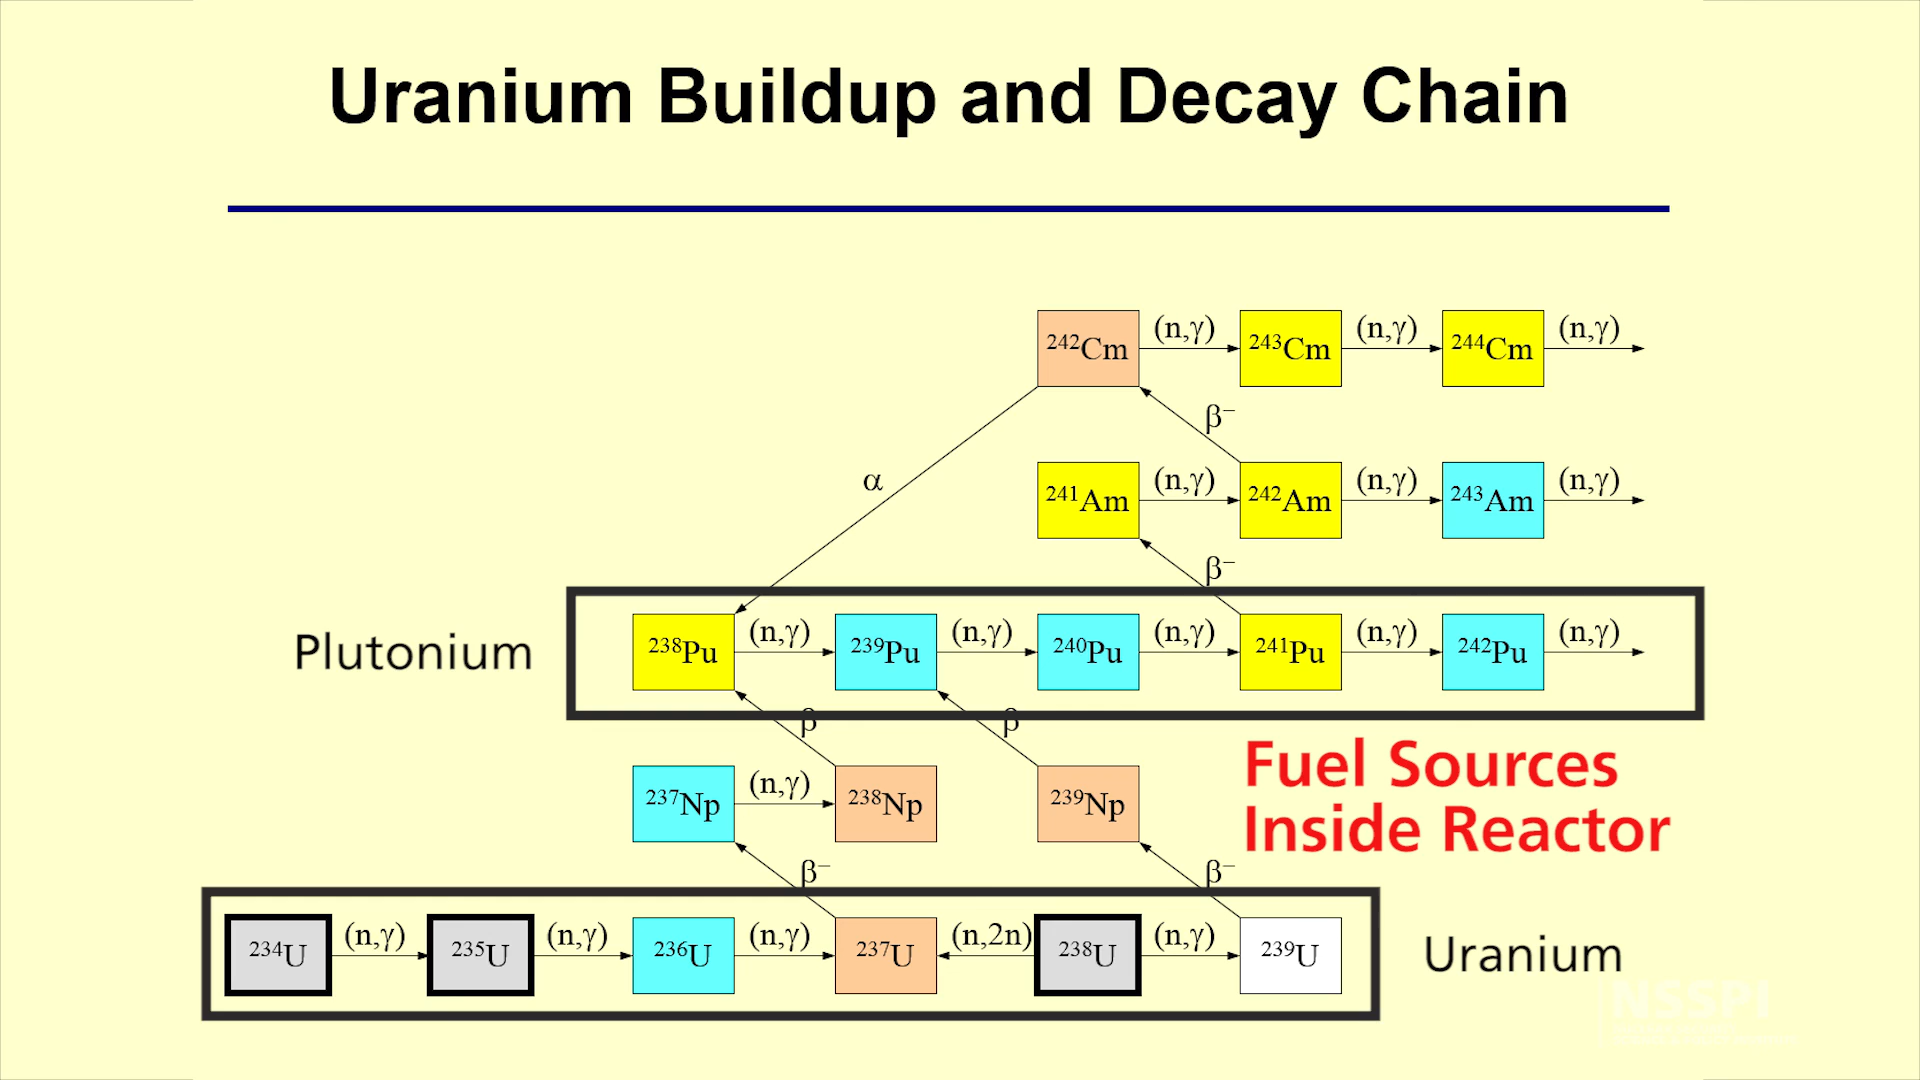 Uranium Buildup and Decay Chain
²⁴²Cm (n,γ) ²⁴³Cm (n,γ) ²⁴⁴Cm (n,γ)
β⁻
α
²⁴¹Am (n,γ) ²⁴²Am (n,γ) ²⁴³Am (n,γ)
β⁻
Plutonium ²³⁸Pu (n,γ) ²³⁹Pu (n,γ) ²⁴⁰Pu (n,γ) ²⁴¹Pu (n,γ) ²⁴²Pu (n,γ)
β β
²³⁷Np (n,γ) ²³⁸Np ²³⁹Np
Fuel Sources
Inside Reactor
β⁻ β⁻
²³⁴U (n,γ) ²³⁵U (n,γ) ²³⁶U (n,γ) ²³⁷U (n,2n) ²³⁸U (n,γ) ²³⁹U Uranium
NSSPI